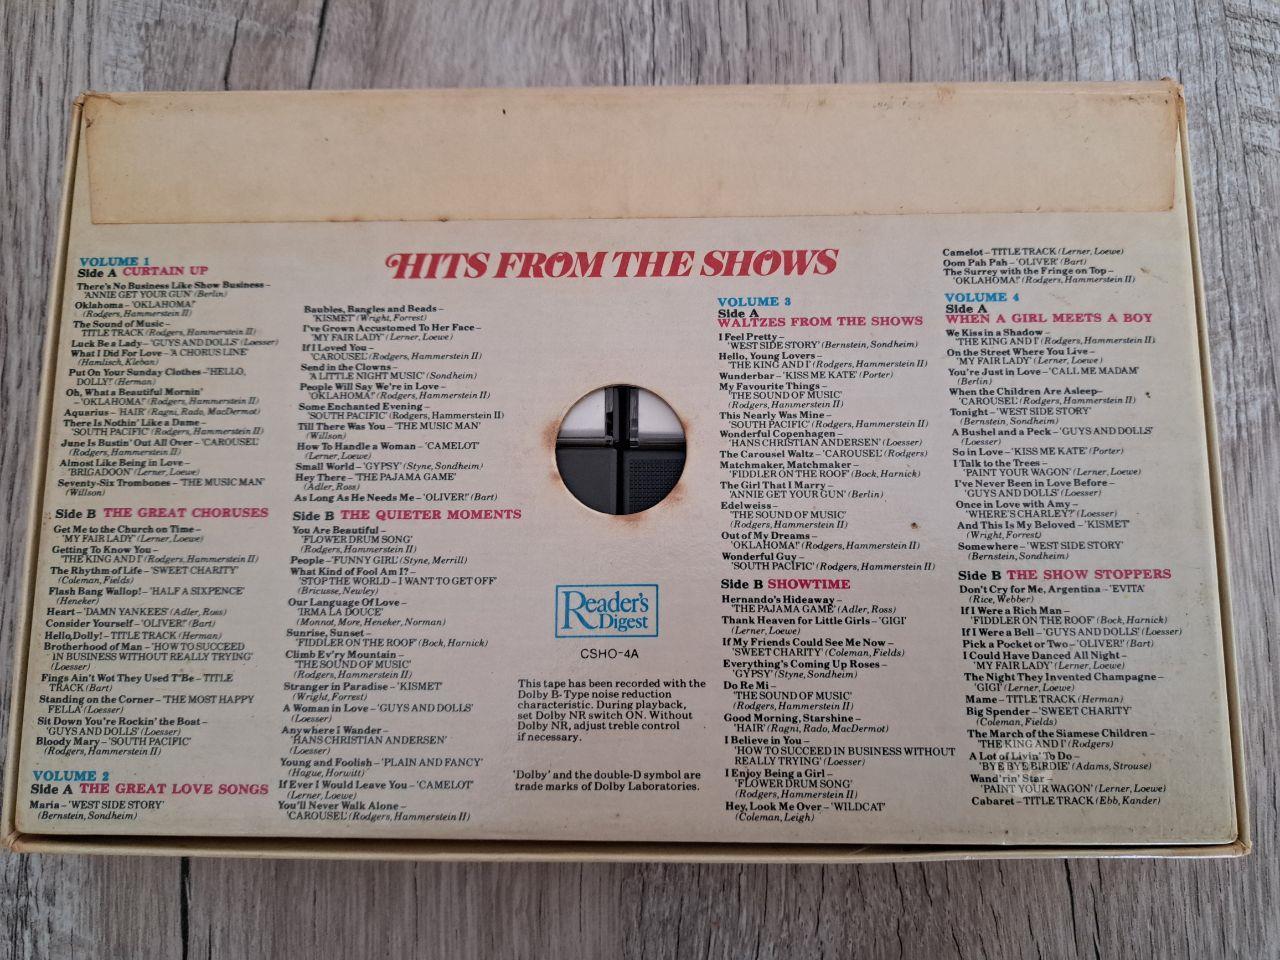 HITS FROM THE SHOWS
VOLUME 1
Side A CURTAIN UP
There's No Business Like Show Business –
'ANNIE GET YOUR GUN' (Berlin)
Oklahoma – 'OKLAHOMA!'
(Rodgers, Hammerstein II)
The Sound of Music –
TITLE TRACK (Rodgers, Hammerstein II)
Luck Be a Lady – 'GUYS AND DOLLS' (Loesser)
What I Did For Love – 'A CHORUS LINE'
(Hamlisch, Kleban)
Put On Your Sunday Clothes – 'HELLO,
DOLLY!' (Herman)
Oh, What a Beautiful Mornin'
– 'OKLAHOMA!' (Rodgers, Hammerstein II)
Aquarius – HAIR' (Ragni, Rado, MacDermot)
There Is Nothin' Like a Dame –
'SOUTH PACIFIC' (Rodgers, Hammerstein II)
June Is Bustin' Out All Over – 'CAROUSEL'
(Rodgers, Hammerstein II)
Almost Like Being in Love –
'BRIGADOON' (Lerner, Loewe)
Seventy-Six Trombones – 'THE MUSIC MAN'
(Willson)
Side B THE GREAT CHORUSES
Get Me to the Church on Time –
'MY FAIR LADY' (Lerner, Loewe)
Getting To Know You –
'THE KING AND I' (Rodgers, Hammerstein II)
The Rhythm of Life – 'SWEET CHARITY'
(Coleman, Fields)
Flash Bang Wallop! – 'HALF A SIXPENCE'
(Heneker)
Heart – 'DAMN YANKEES' (Adler, Ross)
Consider Yourself – 'OLIVER!' (Bart)
Hello, Dolly! – TITLE TRACK (Herman)
Brotherhood of Man – 'HOW TO SUCCEED
IN BUSINESS WITHOUT REALLY TRYING'
(Loesser)
Fings Ain't Wot They Used T'Be – TITLE
TRACK (Bart)
Standing on the Corner – 'THE MOST HAPPY
FELLA' (Loesser)
Sit Down You're Rockin' the Boat –
'GUYS AND DOLLS' (Loesser)
Bloody Mary – 'SOUTH PACIFIC'
(Rodgers, Hammerstein II)
VOLUME 2
Side A THE GREAT LOVE SONGS
Maria – 'WEST SIDE STORY'
(Bernstein, Sondheim)
Baubles, Bangles and Beads –
'KISMET' (Wright, Forrest)
I've Grown Accustomed To Her Face –
'MY FAIR LADY' (Lerner, Loewe)
If I Loved You –
'CAROUSEL' (Rodgers, Hammerstein II)
Send in the Clowns –
'A LITTLE NIGHT MUSIC' (Sondheim)
People Will Say We're in Love –
'OKLAHOMA!' (Rodgers, Hammerstein II)
Some Enchanted Evening –
'SOUTH PACIFIC' (Rodgers, Hammerstein II)
Till There Was You – 'THE MUSIC MAN'
(Willson)
How To Handle a Woman – 'CAMELOT'
(Lerner, Loewe)
Small World – 'GYPSY' (Styne, Sondheim)
Hey There – 'THE PAJAMA GAME'
(Adler, Ross)
As Long As He Needs Me – 'OLIVER!' (Bart)
Side B THE QUIETER MOMENTS
You Are Beautiful –
'FLOWER DRUM SONG'
(Rodgers, Hammerstein II)
People – 'FUNNY GIRL' (Styne, Merrill)
What Kind of Fool Am I? –
'STOP THE WORLD – I WANT TO GET OFF'
(Bricusse, Newley)
Our Language Of Love –
'IRMA LA DOUCE'
(Monnot, More, Heneker, Norman)
Sunrise, Sunset –
'FIDDLER ON THE ROOF' (Bock, Harnick)
Climb Ev'ry Mountain –
'THE SOUND OF MUSIC'
(Rodgers, Hammerstein II)
Stranger in Paradise – 'KISMET'
(Wright, Forrest)
A Woman in Love – 'GUYS AND DOLLS'
(Loesser)
Anywhere I Wander –
'HANS CHRISTIAN ANDERSEN'
(Loesser)
Young and Foolish – 'PLAIN AND FANCY'
(Hague, Horwitt)
If Ever I Would Leave You – 'CAMELOT'
(Lerner, Loewe)
You'll Never Walk Alone –
'CAROUSEL' (Rodgers, Hammerstein II)
Reader's
Digest
CSHO-4A
This tape has been recorded with the
Dolby B-Type noise reduction
characteristic. During playback,
set Dolby NR switch ON. Without
Dolby NR, adjust treble control
if necessary.
'Dolby' and the double-D symbol are
trade marks of Dolby Laboratories.
VOLUME 3
Side A
WALTZES FROM THE SHOWS
I Feel Pretty –
'WEST SIDE STORY' (Bernstein, Sondheim)
Hello, Young Lovers –
'THE KING AND I' (Rodgers, Hammerstein II)
Wunderbar – 'KISS ME KATE' (Porter)
My Favourite Things –
'THE SOUND OF MUSIC'
(Rodgers, Hammerstein II)
This Nearly Was Mine –
'SOUTH PACIFIC' (Rodgers, Hammerstein II)
Wonderful Copenhagen –
'HANS CHRISTIAN ANDERSEN' (Loesser)
The Carousel Waltz – 'CAROUSEL' (Rodgers)
Matchmaker, Matchmaker –
'FIDDLER ON THE ROOF' (Bock, Harnick)
The Girl That I Marry –
'ANNIE GET YOUR GUN' (Berlin)
Edelweiss –
'THE SOUND OF MUSIC'
(Rodgers, Hammerstein II)
Out of My Dreams –
'OKLAHOMA!' (Rodgers, Hammerstein II)
Wonderful Guy –
'SOUTH PACIFIC' (Rodgers, Hammerstein II)
Side B SHOWTIME
Hernando's Hideaway –
'THE PAJAMA GAME' (Adler, Ross)
Thank Heaven for Little Girls – 'GIGI'
(Lerner, Loewe)
If My Friends Could See Me Now –
'SWEET CHARITY' (Coleman, Fields)
Everything's Coming Up Roses –
'GYPSY' (Styne, Sondheim)
Do Re Mi –
'THE SOUND OF MUSIC'
(Rodgers, Hammerstein II)
Good Morning, Starshine –
'HAIR' (Ragni, Rado, MacDermot)
I Believe in You –
'HOW TO SUCCEED IN BUSINESS WITHOUT
REALLY TRYING' (Loesser)
I Enjoy Being a Girl –
'FLOWER DRUM SONG'
(Rodgers, Hammerstein II)
Hey, Look Me Over – 'WILDCAT'
(Coleman, Leigh)
Camelot – TITLE TRACK (Lerner, Loewe)
Oom Pah Pah – 'OLIVER' (Bart)
The Surrey with the Fringe on Top –
'OKLAHOMA!' (Rodgers, Hammerstein II)
VOLUME 4
Side A
WHEN A GIRL MEETS A BOY
We Kiss in a Shadow –
'THE KING AND I' (Rodgers, Hammerstein II)
On the Street Where You Live –
'MY FAIR LADY' (Lerner, Loewe)
You're Just in Love – 'CALL ME MADAM'
(Berlin)
When the Children Are Asleep –
'CAROUSEL' (Rodgers, Hammerstein II)
Tonight – 'WEST SIDE STORY'
(Bernstein, Sondheim)
A Bushel and a Peck – 'GUYS AND DOLLS'
(Loesser)
So in Love – 'KISS ME KATE' (Porter)
I Talk to the Trees –
'PAINT YOUR WAGON' (Lerner, Loewe)
I've Never Been in Love Before –
'GUYS AND DOLLS' (Loesser)
Once in Love with Amy –
'WHERE'S CHARLEY?' (Loesser)
And This Is My Beloved – 'KISMET'
(Wright, Forrest)
Somewhere – 'WEST SIDE STORY'
(Bernstein, Sondheim)
Side B THE SHOW STOPPERS
Don't Cry for Me, Argentina – 'EVITA'
(Rice, Webber)
If I Were a Rich Man –
'FIDDLER ON THE ROOF' (Bock, Harnick)
If I Were a Bell – 'GUYS AND DOLLS' (Loesser)
Pick a Pocket or Two – 'OLIVER!' (Bart)
I Could Have Danced All Night –
'MY FAIR LADY' (Lerner, Loewe)
The Night They Invented Champagne –
'GIGI' (Lerner, Loewe)
Mame – TITLE TRACK (Herman)
Big Spender – 'SWEET CHARITY'
(Coleman, Fields)
The March of the Siamese Children –
'THE KING AND I' (Rodgers)
A Lot of Livin' To Do –
'BYE BYE BIRDIE' (Adams, Strouse)
Wand'rin' Star –
'PAINT YOUR WAGON' (Lerner, Loewe)
Cabaret – TITLE TRACK (Ebb, Kander)